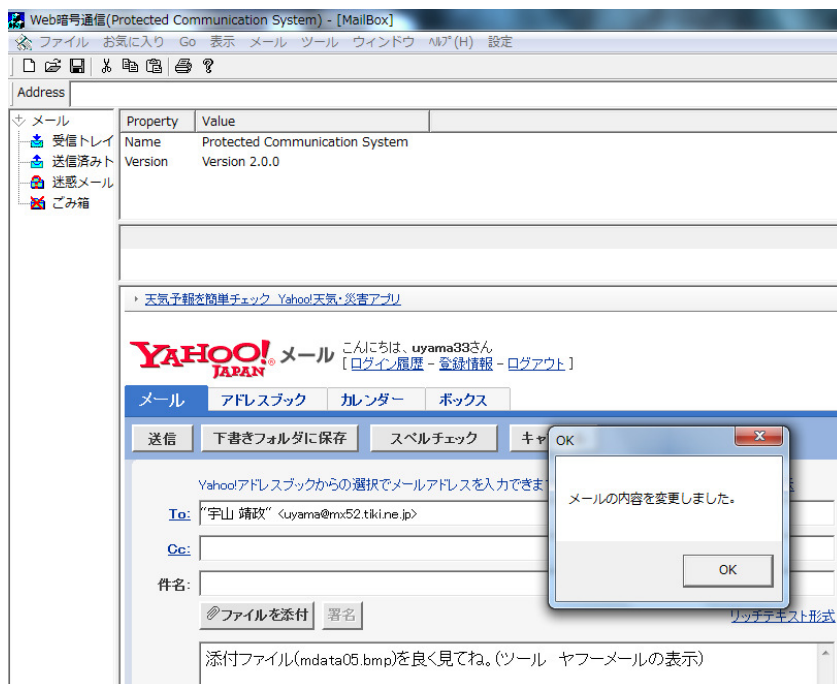 Web暗号通信(Protected Communication System) - [MailBox]
ファイル お気に入り Go 表示 メール ツール ウィンドウ ヘルプ(H) 設定
Address
メール
受信トレイ
送信済みト
迷惑メール
ごみ箱
Property Value
Name Protected Communication System
Version Version 2.0.0
天気予報を簡単チェック Yahoo!天気・災害アプリ
YAHOO! JAPAN メール
こんにちは、uyama33さん
[ログイン履歴 - 登録情報 - ログアウト]
メール アドレスブック カレンダー ボックス
送信 下書きフォルダに保存 スペルチェック キャ
Yahoo!アドレスブックからの選択でメールアドレスを入力できま
To: "宇山 靖政" <uyama@mx52.tiki.ne.jp>
Cc:
件名:
ファイルを添付 署名
リッチテキスト形式
添付ファイル(mdata05.bmp)を良く見てね。(ツール ヤフーメールの表示)
OK
メールの内容を変更しました。
OK